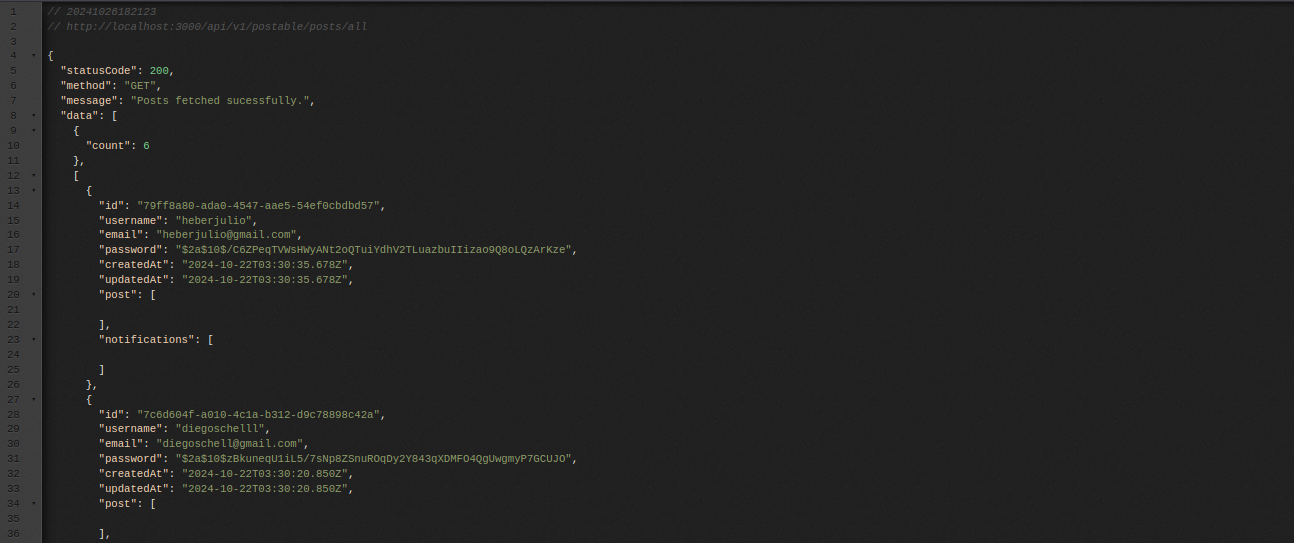 1 // 20241026182123
2 // http://localhost:3000/api/v1/postable/posts/all
3
4 {
5 "statusCode": 200,
6 "method": "GET",
7 "message": "Posts fetched sucessfully.",
8 "data": [
9 {
10 "count": 6
11 },
12 [
13 {
14 "id": "79ff8a80-ada0-4547-aae5-54ef0cbdbd57",
15 "username": "heberjulio",
16 "email": "heberjulio@gmail.com",
17 "password": "$2a$10$/C6ZPeqTVWsHWyANt2oQTuiYdhV2TLuazbuIIizao9Q8oLQzArKze",
18 "createdAt": "2024-10-22T03:30:35.678Z",
19 "updatedAt": "2024-10-22T03:30:35.678Z",
20 "post": [
21
22 ],
23 "notifications": [
24
25 ]
26 },
27 {
28 "id": "7c6d604f-a010-4c1a-b312-d9c78898c42a",
29 "username": "diegoschelll",
30 "email": "diegoschell@gmail.com",
31 "password": "$2a$10$zBkuneqU1iL5/7sNp8ZSnuROqDy2Y843qXDMFO4QgUwgmyP7GCUJO",
32 "createdAt": "2024-10-22T03:30:20.850Z",
33 "updatedAt": "2024-10-22T03:30:20.850Z",
34 "post": [
35
36 ],